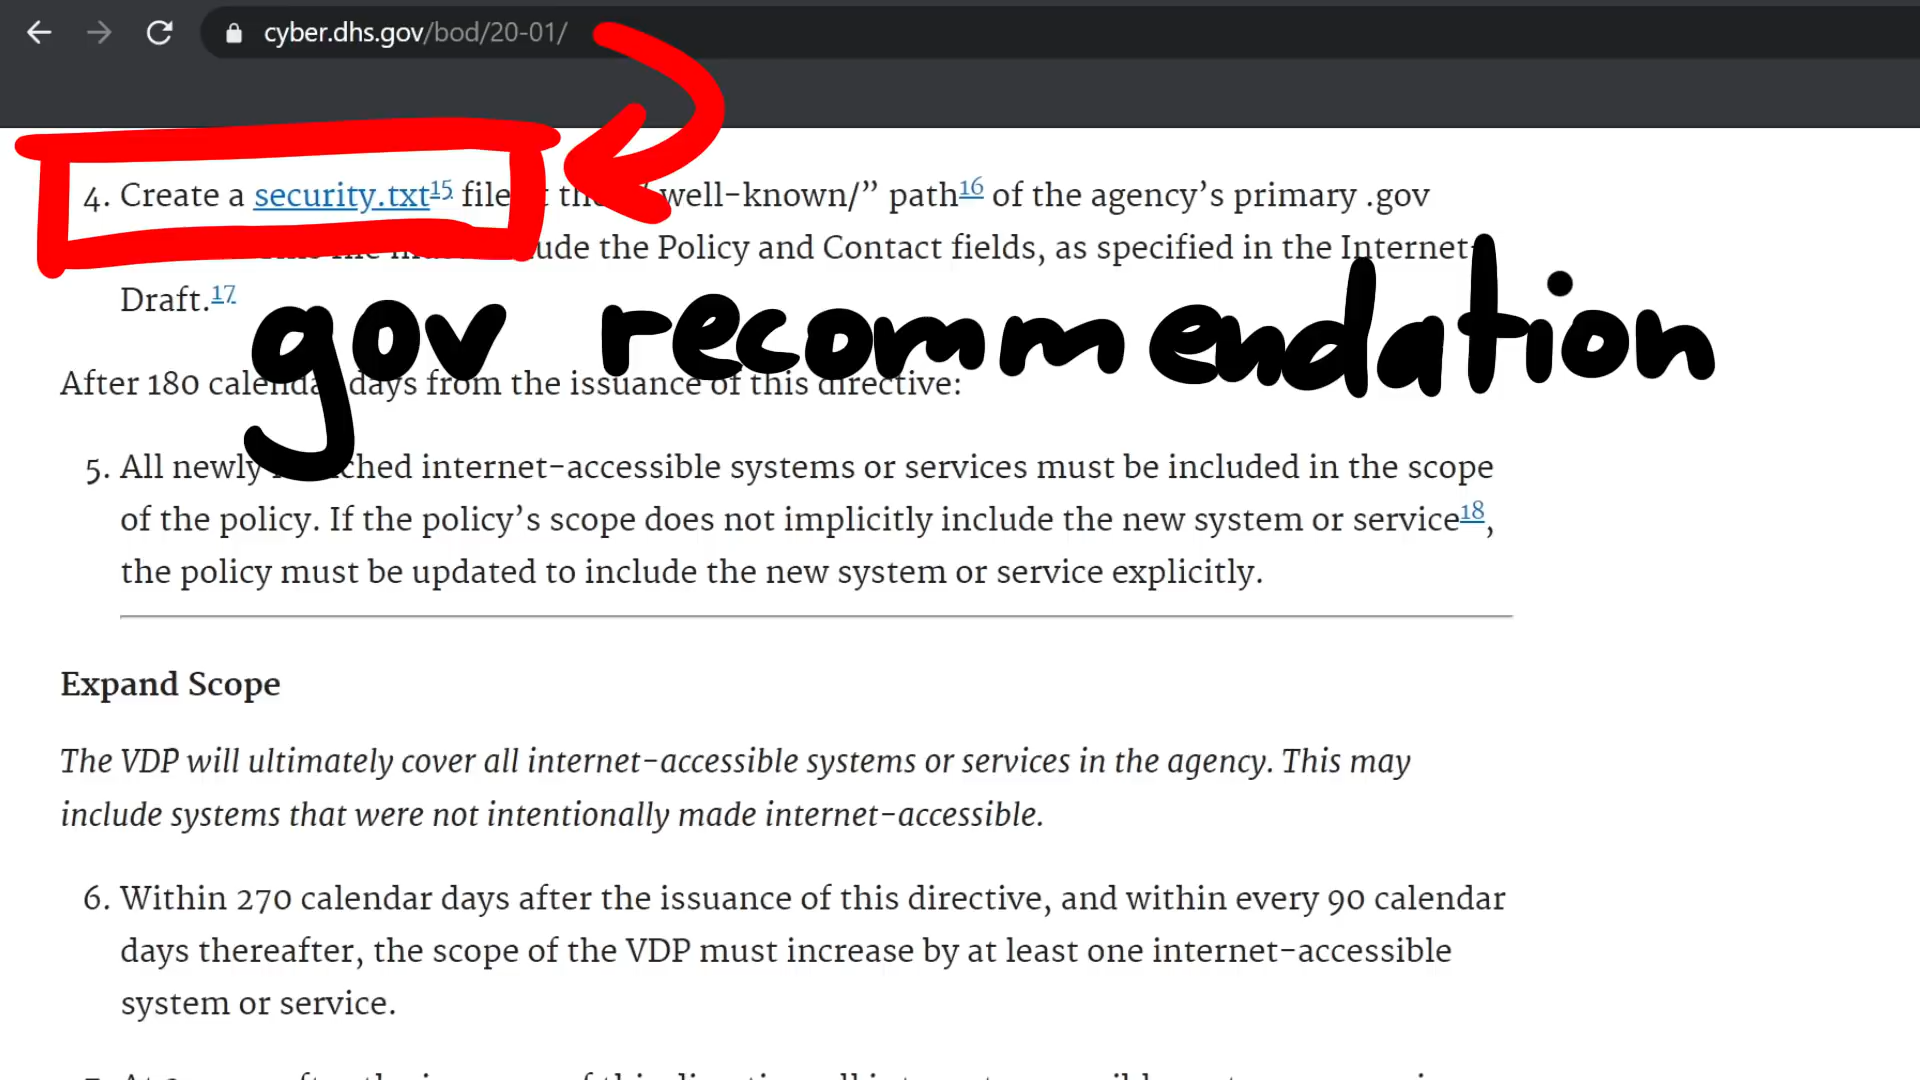 cyber.dhs.gov/bod/20-01/
4. Create a security.txt15 file well-known/” path16 of the agency’s primary .gov
the Policy and Contact fields, as specified in the Internet-
Draft.17
gov recommendation
After 180 calendar days from the issuance of this directive:
5. All newly internet-accessible systems or services must be included in the scope
of the policy. If the policy’s scope does not implicitly include the new system or service18,
the policy must be updated to include the new system or service explicitly.
Expand Scope
The VDP will ultimately cover all internet-accessible systems or services in the agency. This may
include systems that were not intentionally made internet-accessible.
6. Within 270 calendar days after the issuance of this directive, and within every 90 calendar
days thereafter, the scope of the VDP must increase by at least one internet-accessible
system or service.